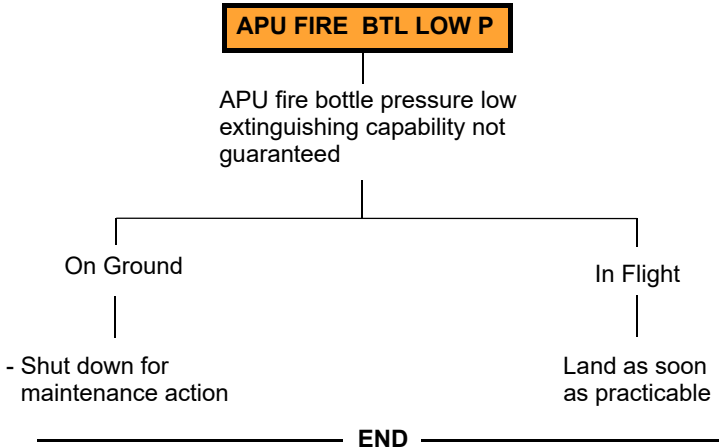 APU FIRE BTL LOW P
APU fire bottle pressure low
extinguishing capability not
guaranteed
On Ground
In Flight
- Shut down for
maintenance action
Land as soon
as practicable
END